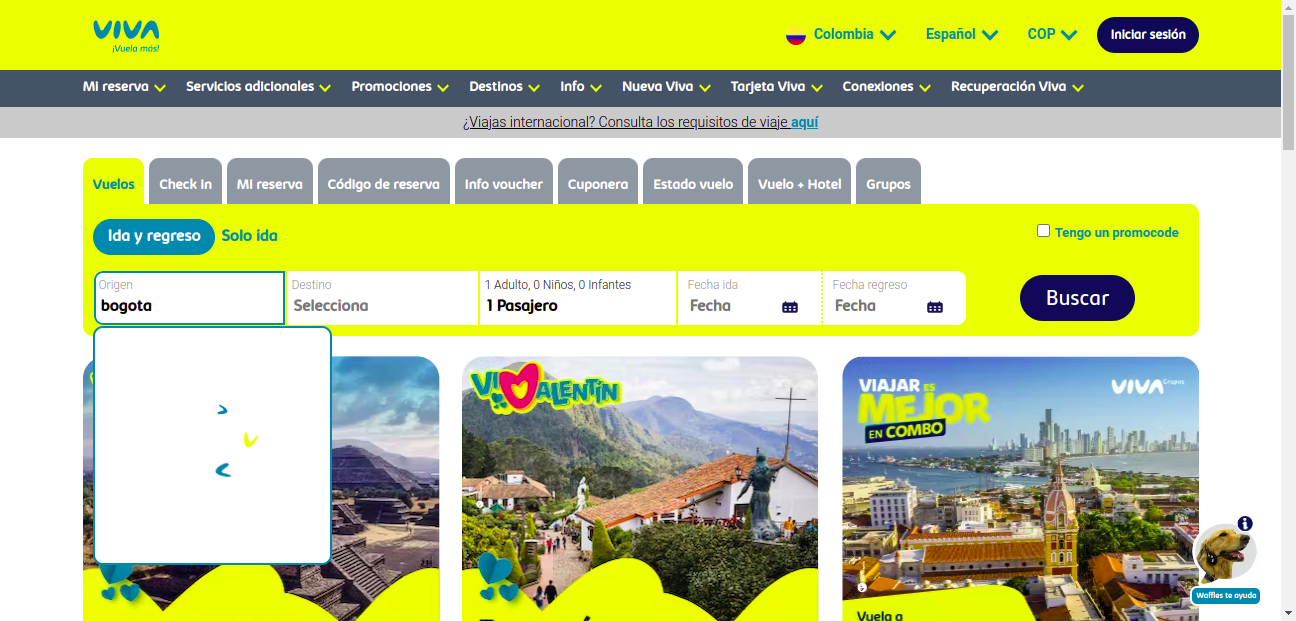 VIVA
¡Vuela más!
Colombia
Español
COP
Iniciar sesión
Mi reserva
Servicios adicionales
Promociones
Destinos
Info
Nueva Viva
Tarjeta Viva
Conexiones
Recuperación Viva
¿Viajas internacional? Consulta los requisitos de viaje aquí
Vuelos
Check In
Mi reserva
Código de reserva
Info voucher
Cuponera
Estado vuelo
Vuelo + Hotel
Grupos
Ida y regreso
Solo ida
Tengo un promocode
Origen
bogota
Destino
Selecciona
1 Adulto, 0 Niños, 0 Infantes
1 Pasajero
Fecha ida
Fecha
Fecha regreso
Fecha
Buscar
VIVALENTÍN
VIAJAR ES
MEJOR
EN COMBO
VIVA Grupos
Vuela a
i
Waffles te ayuda